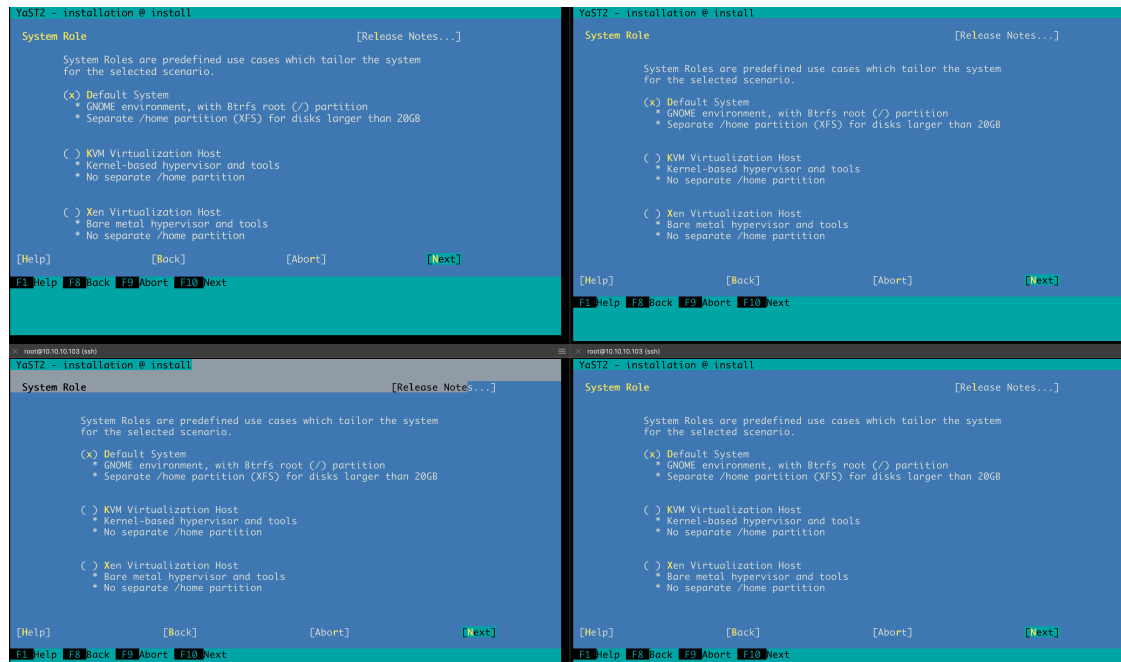 YaST2 - installation @ install
System Role [Release Notes...]
System Roles are predefined use cases which tailor the system
for the selected scenario.
(x) Default System
* GNOME environment, with Btrfs root (/) partition
* Separate /home partition (XFS) for disks larger than 20GB
( ) KVM Virtualization Host
* Kernel-based hypervisor and tools
* No separate /home partition
( ) Xen Virtualization Host
* Bare metal hypervisor and tools
* No separate /home partition
[Help] [Back] [Abort] [Next]
F1 Help F8 Back F9 Abort F10 Next
YaST2 - installation @ install
System Role [Release Notes...]
System Roles are predefined use cases which tailor the system
for the selected scenario.
(x) Default System
* GNOME environment, with Btrfs root (/) partition
* Separate /home partition (XFS) for disks larger than 20GB
( ) KVM Virtualization Host
* Kernel-based hypervisor and tools
* No separate /home partition
( ) Xen Virtualization Host
* Bare metal hypervisor and tools
* No separate /home partition
[Help] [Back] [Abort] [Next]
F1 Help F8 Back F9 Abort F10 Next
root@10.10.10.103 (ssh)
YaST2 - installation @ install
System Role [Release Notes...]
System Roles are predefined use cases which tailor the system
for the selected scenario.
(x) Default System
* GNOME environment, with Btrfs root (/) partition
* Separate /home partition (XFS) for disks larger than 20GB
( ) KVM Virtualization Host
* Kernel-based hypervisor and tools
* No separate /home partition
( ) Xen Virtualization Host
* Bare metal hypervisor and tools
* No separate /home partition
[Help] [Back] [Abort] [Next]
F1 Help F8 Back F9 Abort F10 Next
root@10.10.10.103 (ssh)
YaST2 - installation @ install
System Role [Release Notes...]
System Roles are predefined use cases which tailor the system
for the selected scenario.
(x) Default System
* GNOME environment, with Btrfs root (/) partition
* Separate /home partition (XFS) for disks larger than 20GB
( ) KVM Virtualization Host
* Kernel-based hypervisor and tools
* No separate /home partition
( ) Xen Virtualization Host
* Bare metal hypervisor and tools
* No separate /home partition
[Help] [Back] [Abort] [Next]
F1 Help F8 Back F9 Abort F10 Next